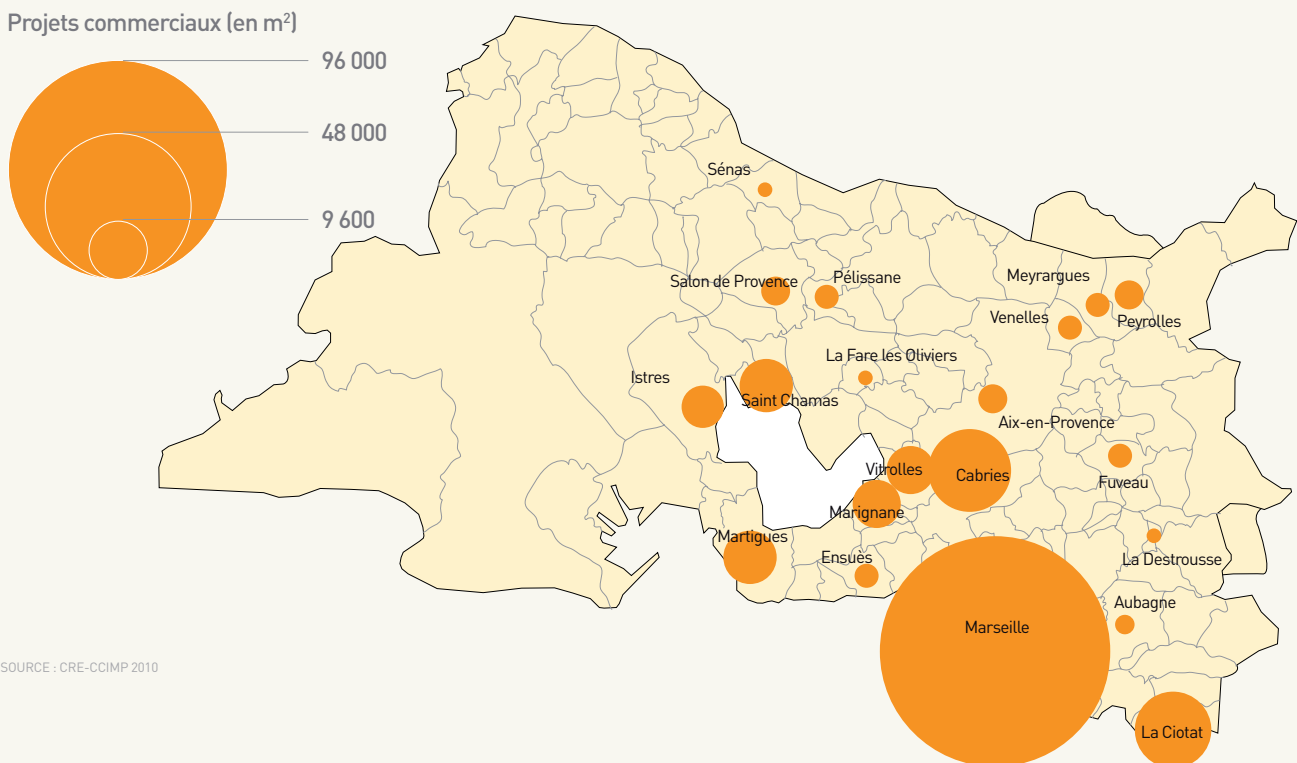 Projets commerciaux (en m²)
96 000
48 000
9 600
Sénas
Salon de Provence
Pélissane
Meyrargues
Venelles
Peyrolles
La Fare les Oliviers
Istres
Saint Chamas
Aix-en-Provence
Vitrolles
Cabries
Fuveau
Marignane
Martigues
Ensues
La Destrousse
Aubagne
Marseille
La Ciotat
SOURCE : CRE-CCIMP 2010